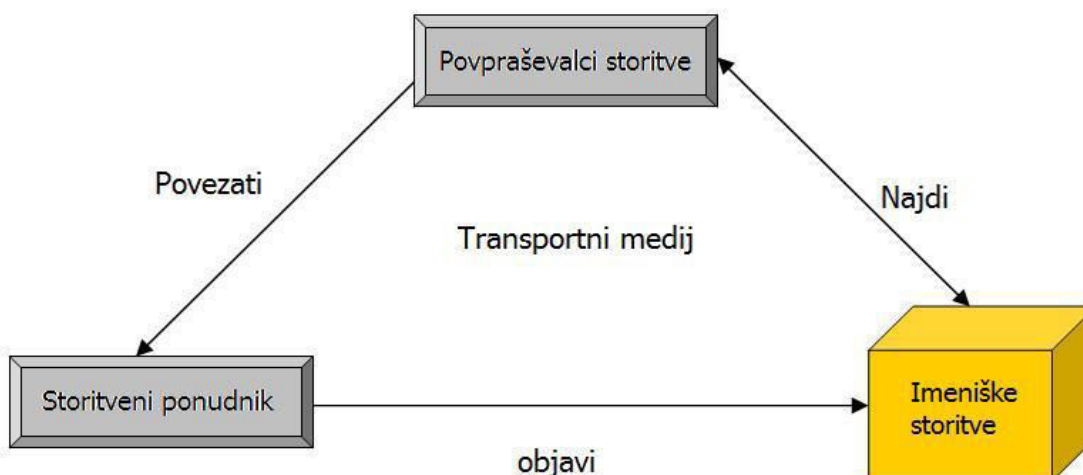 Povpraševalci storitve
Povezati
Najdi
Transportni medij
Storitveni ponudnik
Imeniške
storitve
objavi